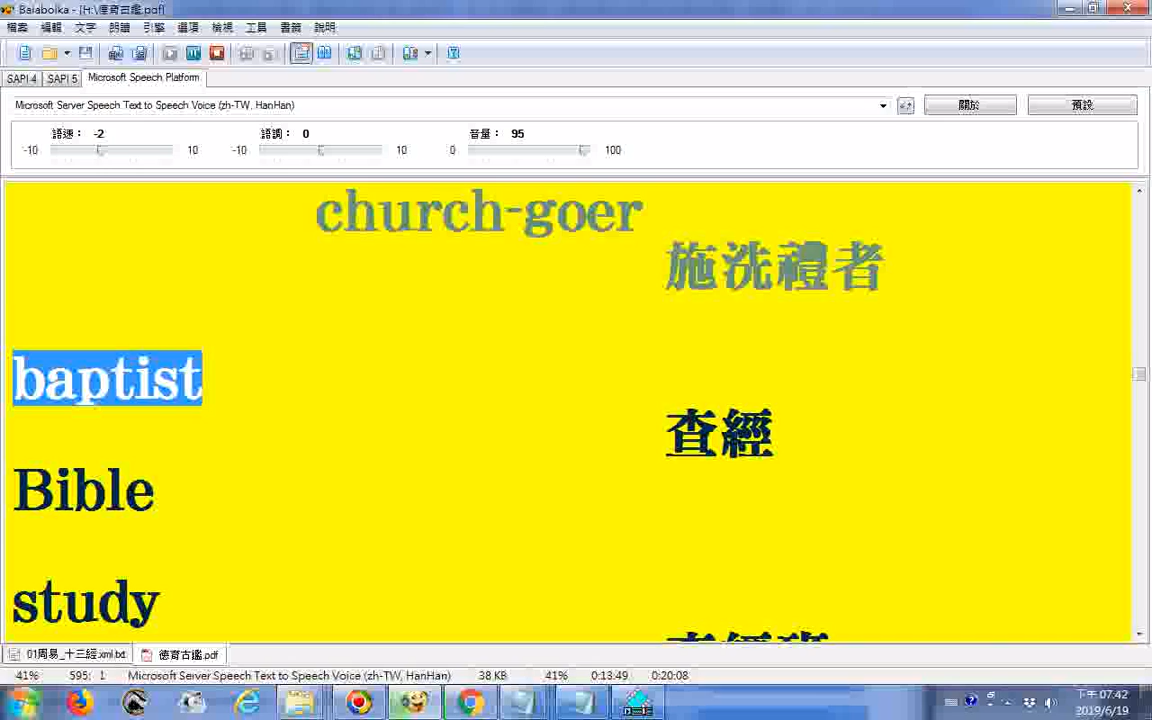 Balabolka - [H:\德育古鑑.pdf]
檔案 編輯 文字 朗讀 引擎 選項 檢視 工具 書籤 說明
SAPI 4 SAPI 5 Microsoft Speech Platform
Microsoft Server Speech Text to Speech Voice (zh-TW, HanHan) 關於 預設
語速： -2 語調： 0 音量： 95
-10 10 -10 10 0 100
church-goer
施洗禮者
baptist
查經
Bible
study
查經班
01周易_十三經.xml.txt 德育古鑑.pdf
41% 595: 1 Microsoft Server Speech Text to Speech Voice (zh-TW, HanHan) 38 KB 41% 0:13:49 0:20:08
下午 07:42
2019/6/19